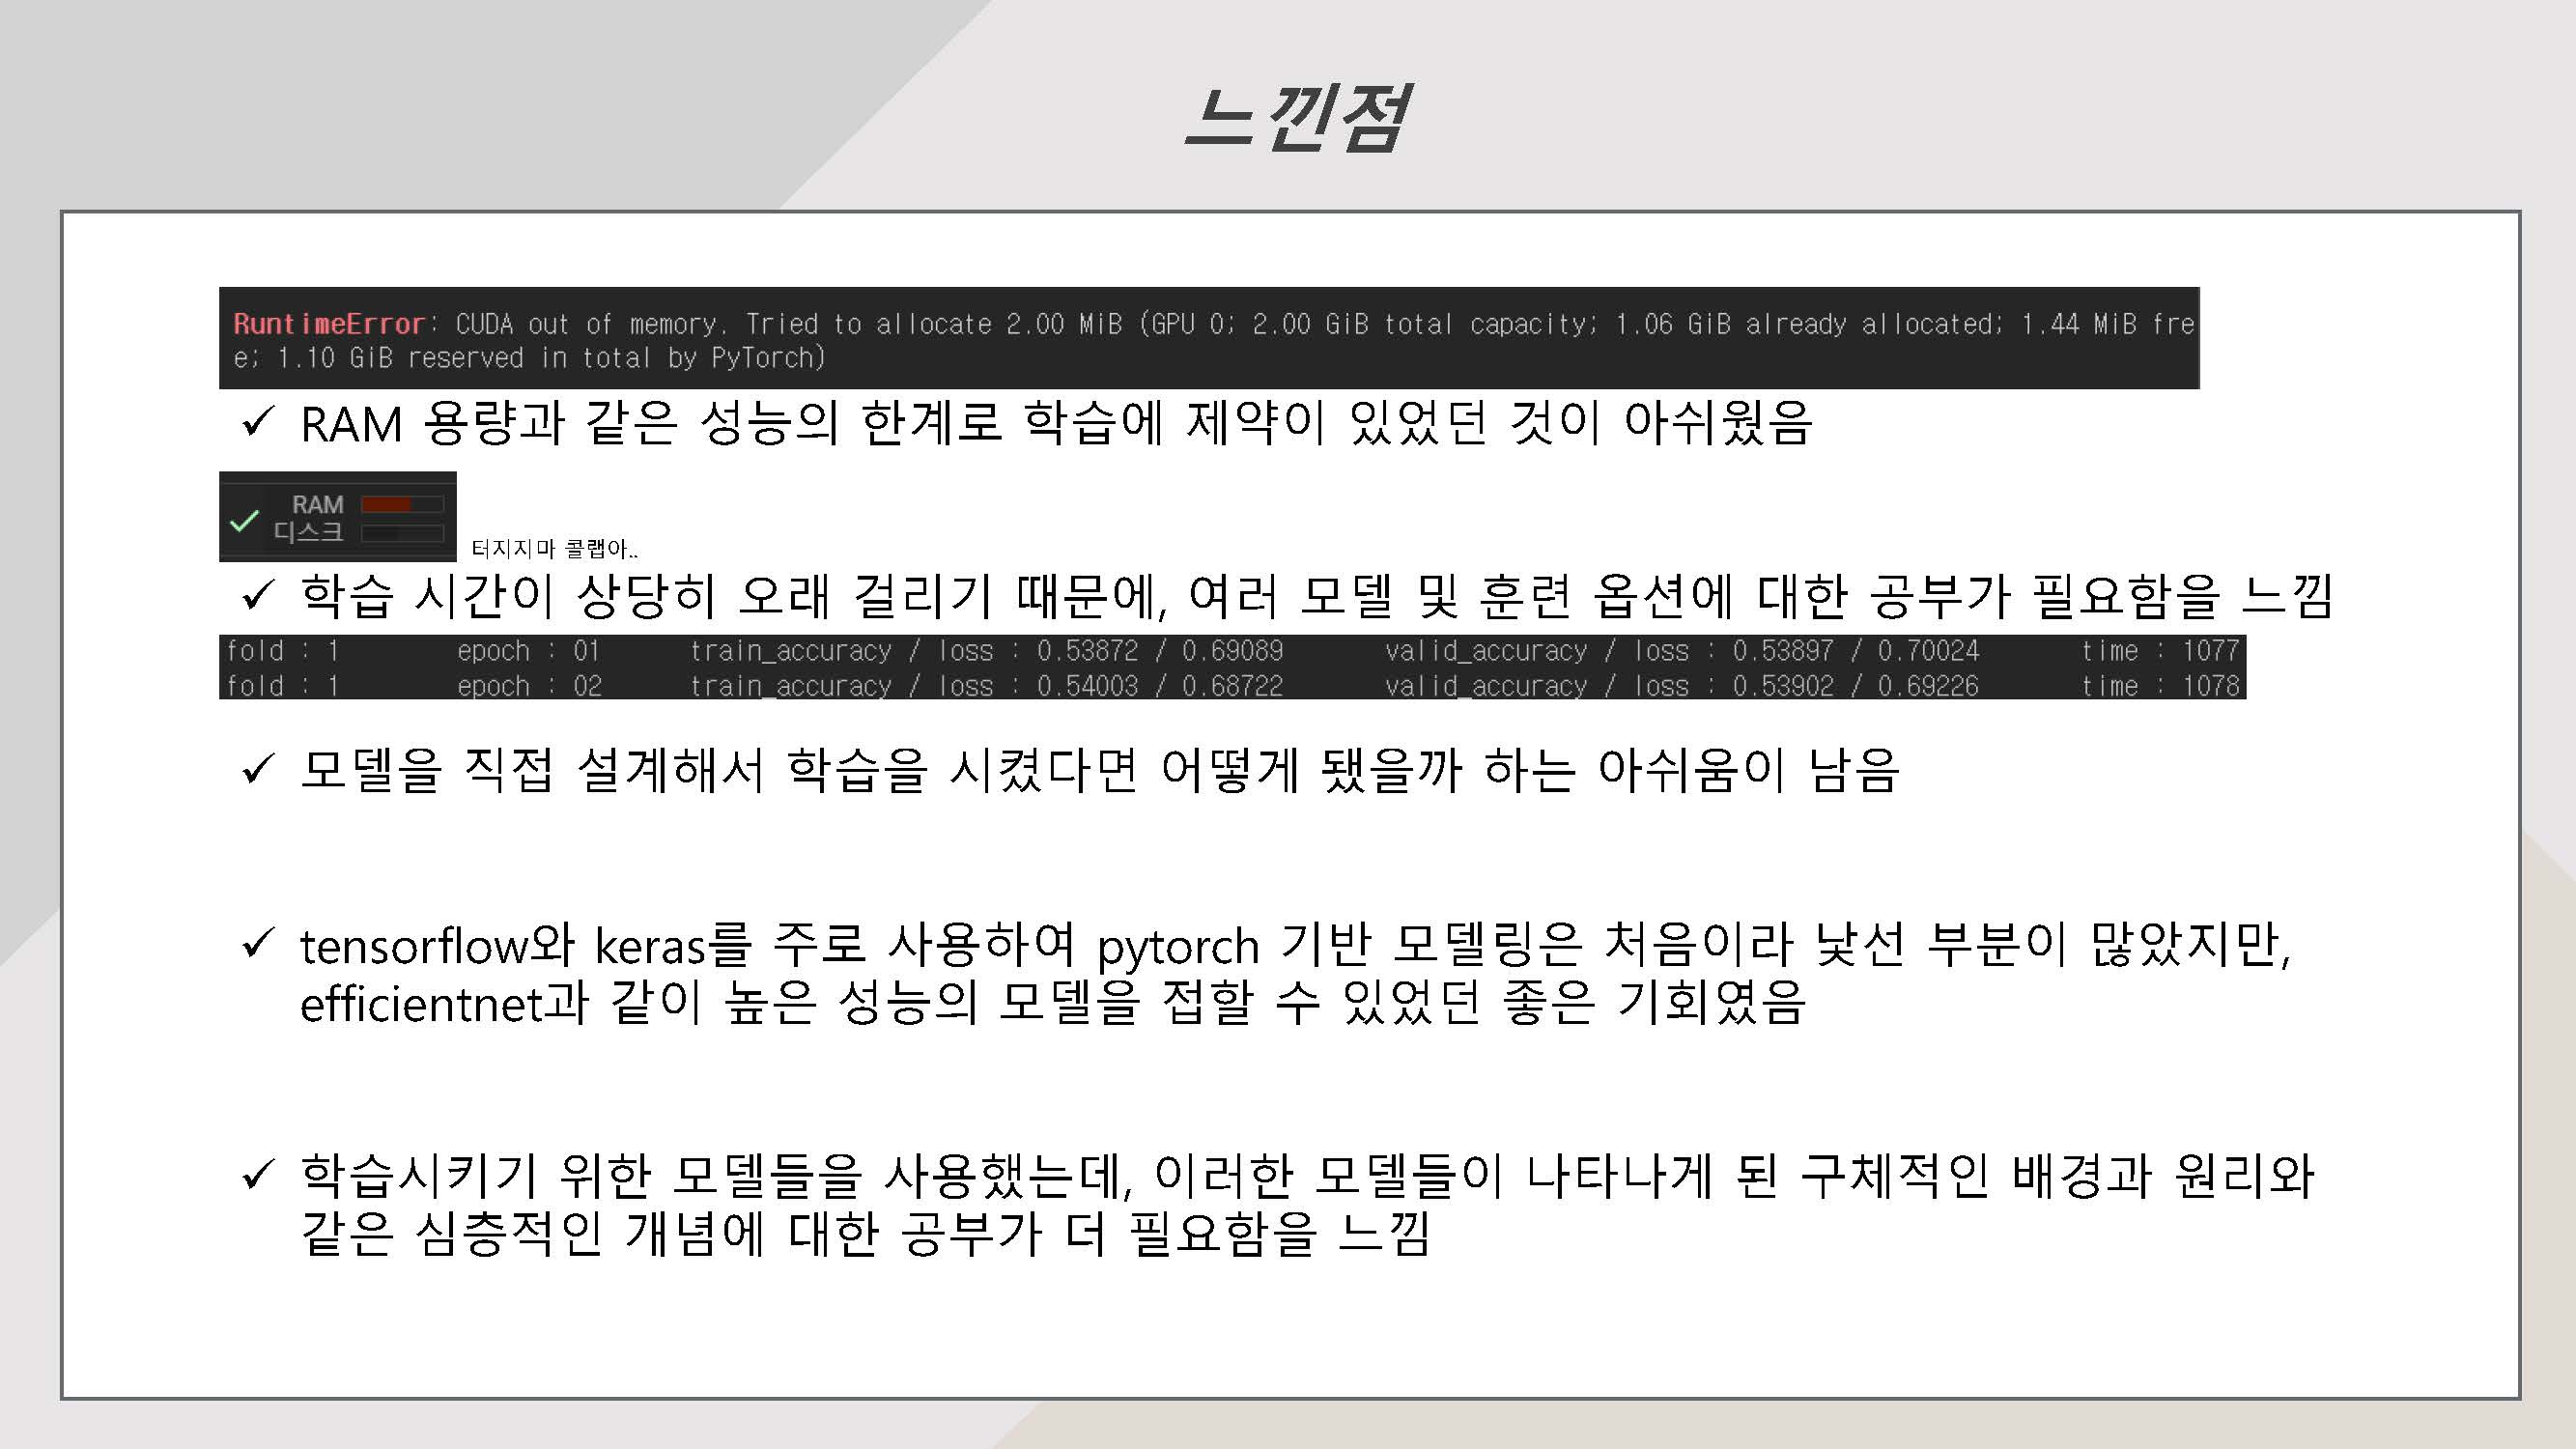 느낀점
RuntimeError: CUDA out of memory. Tried to allocate 2.00 MiB (GPU 0; 2.00 GiB total capacity; 1.06 GiB already allocated; 1.44 MiB fre
e; 1.10 GiB reserved in total by PyTorch)
✓ RAM 용량과 같은 성능의 한계로 학습에 제약이 있었던 것이 아쉬웠음
RAM
디스크
터지지마 콜랩아..
✓ 학습 시간이 상당히 오래 걸리기 때문에, 여러 모델 및 훈련 옵션에 대한 공부가 필요함을 느낌
fold : 1 epoch : 01 train_accuracy / loss : 0.53872 / 0.69089 valid_accuracy / loss : 0.53897 / 0.70024 time : 1077
fold : 1 epoch : 02 train_accuracy / loss : 0.54003 / 0.68722 valid_accuracy / loss : 0.53902 / 0.69226 time : 1078
✓ 모델을 직접 설계해서 학습을 시켰다면 어떻게 됐을까 하는 아쉬움이 남음
✓ tensorflow와 keras를 주로 사용하여 pytorch 기반 모델링은 처음이라 낯선 부분이 많았지만,
efficientnet과 같이 높은 성능의 모델을 접할 수 있었던 좋은 기회였음
✓ 학습시키기 위한 모델들을 사용했는데, 이러한 모델들이 나타나게 된 구체적인 배경과 원리와
같은 심층적인 개념에 대한 공부가 더 필요함을 느낌